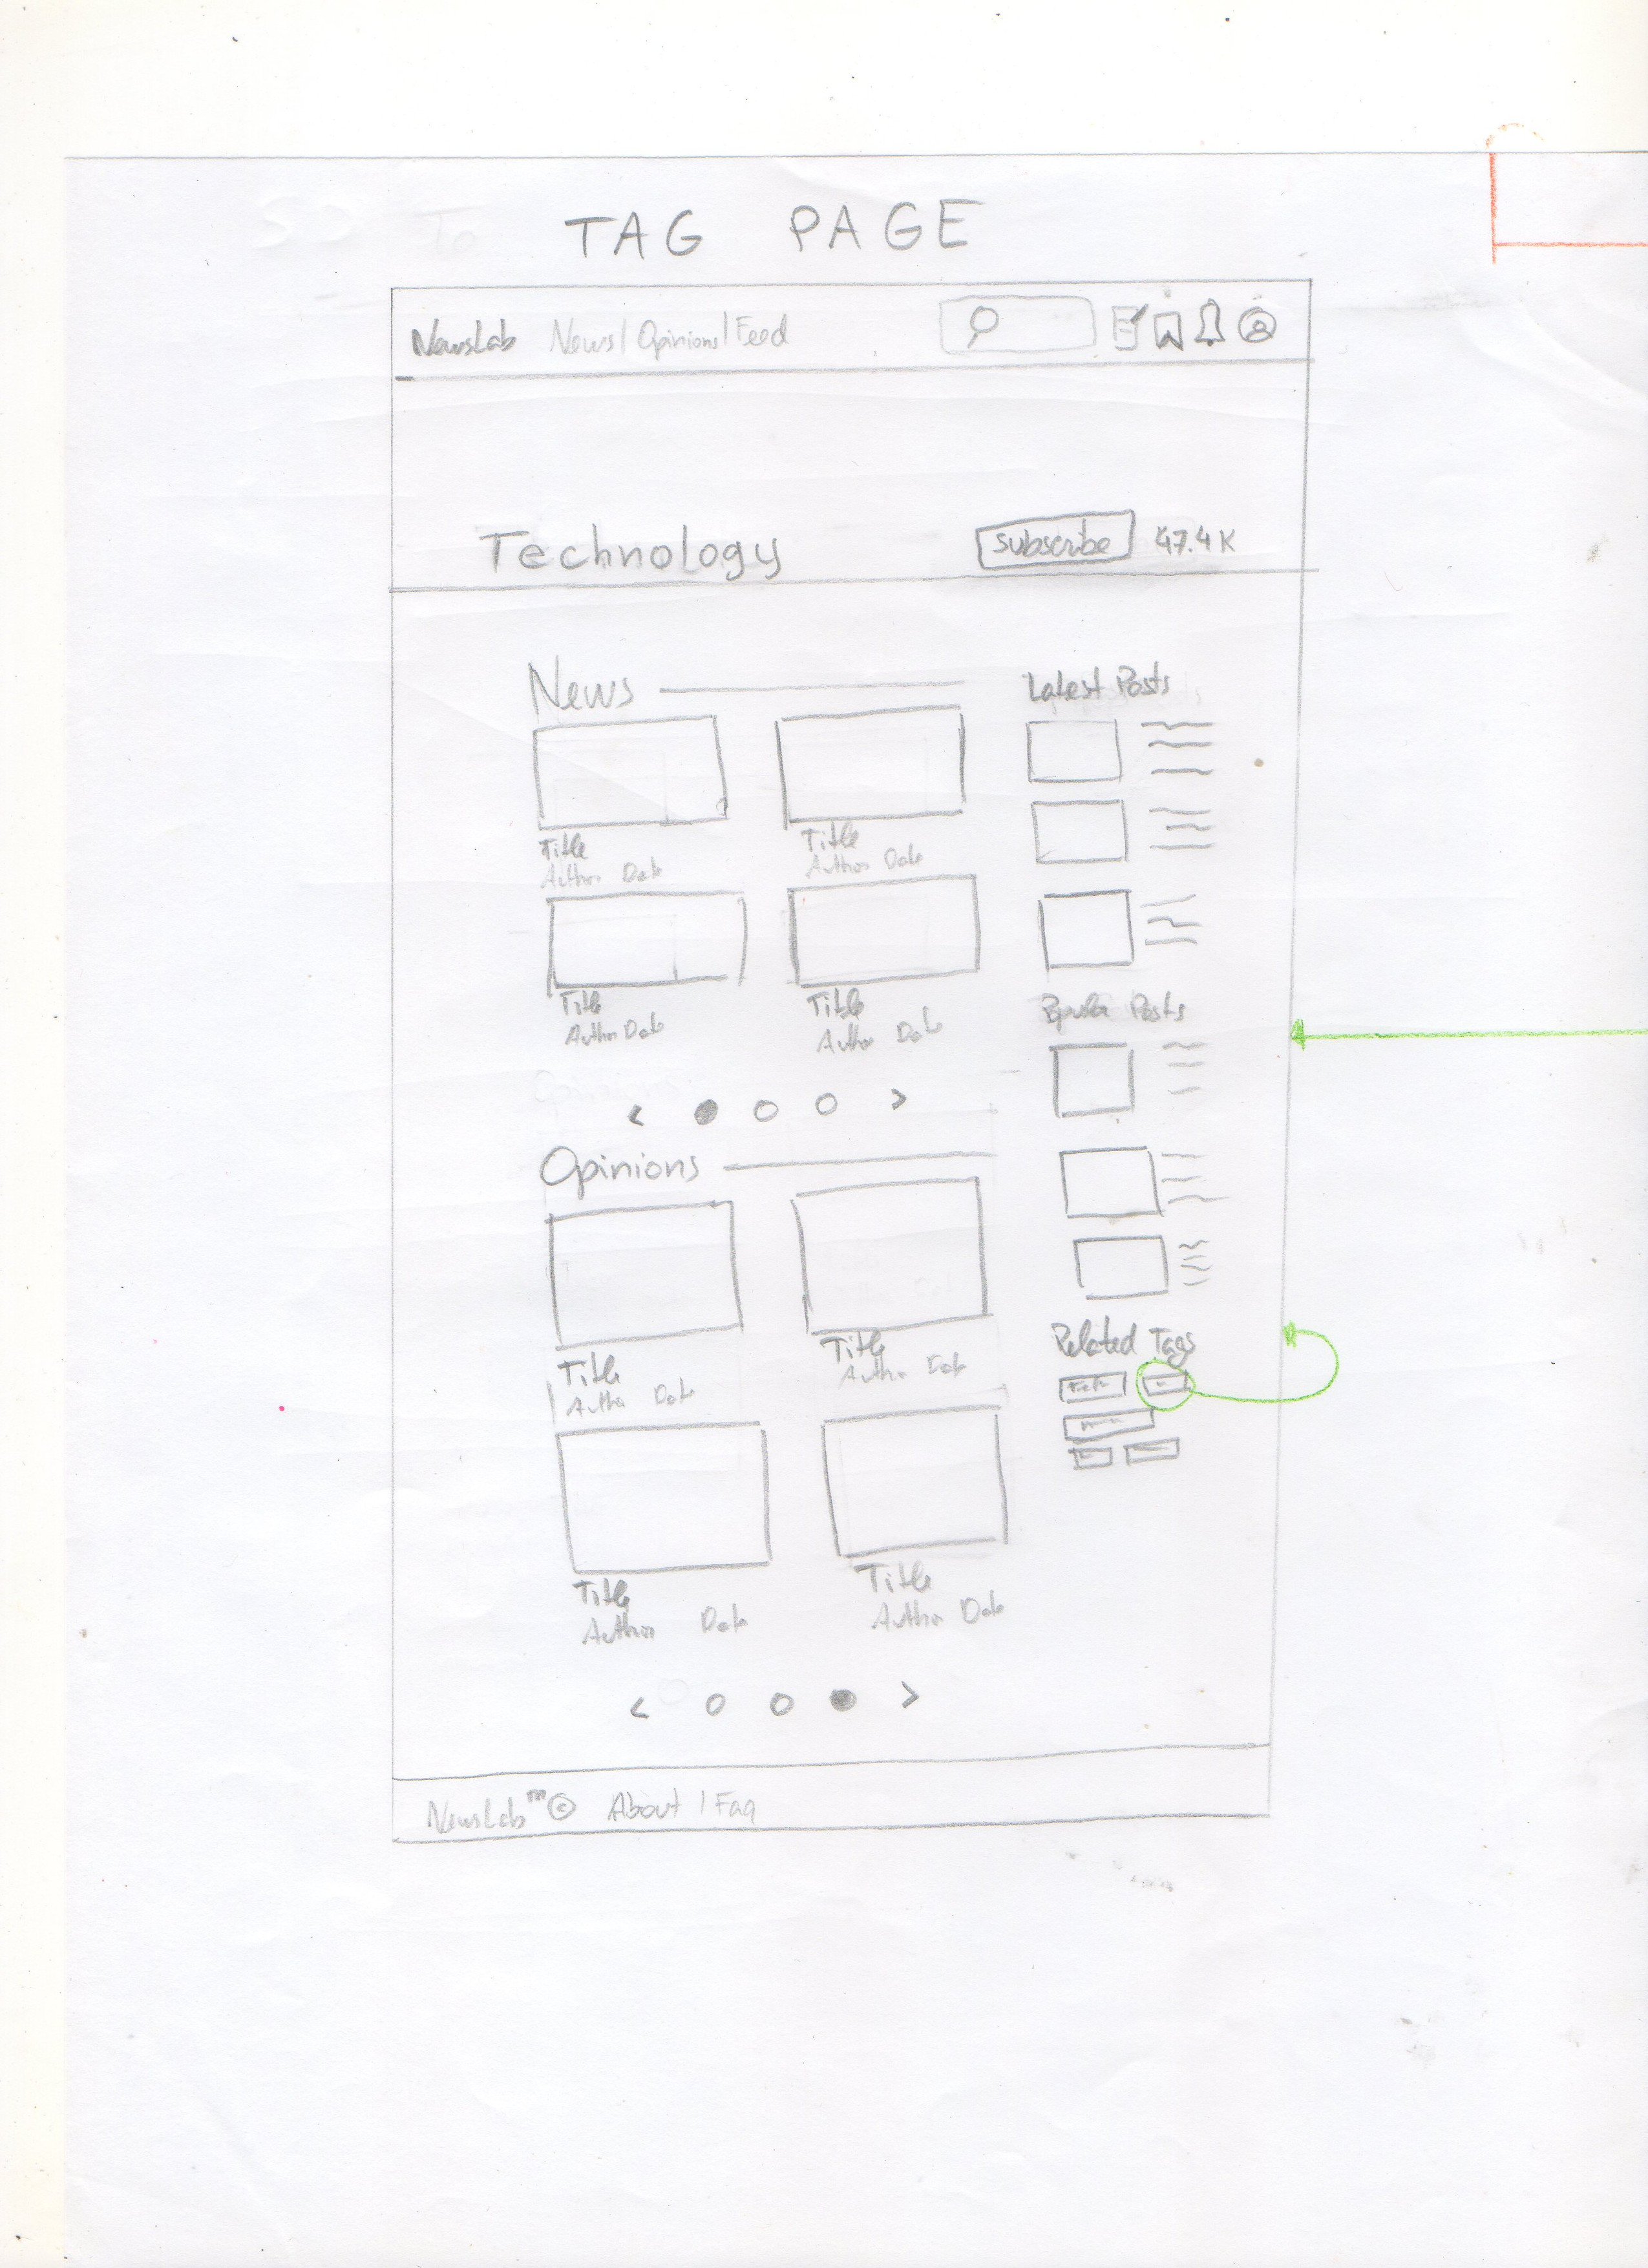 TAG PAGE
NewsLab News | Opinions | Feed
Technology subscribe 47.4K
News
Title
Author Date
Title
Author Date
Title
Author Date
Title
Author Date
< >
Opinions
Title
Author Date
Title
Author Date
Title
Author Date
Title
Author Date
< >
Latest Posts
Popular Posts
Related Tags
NewsLab™© About | Faq